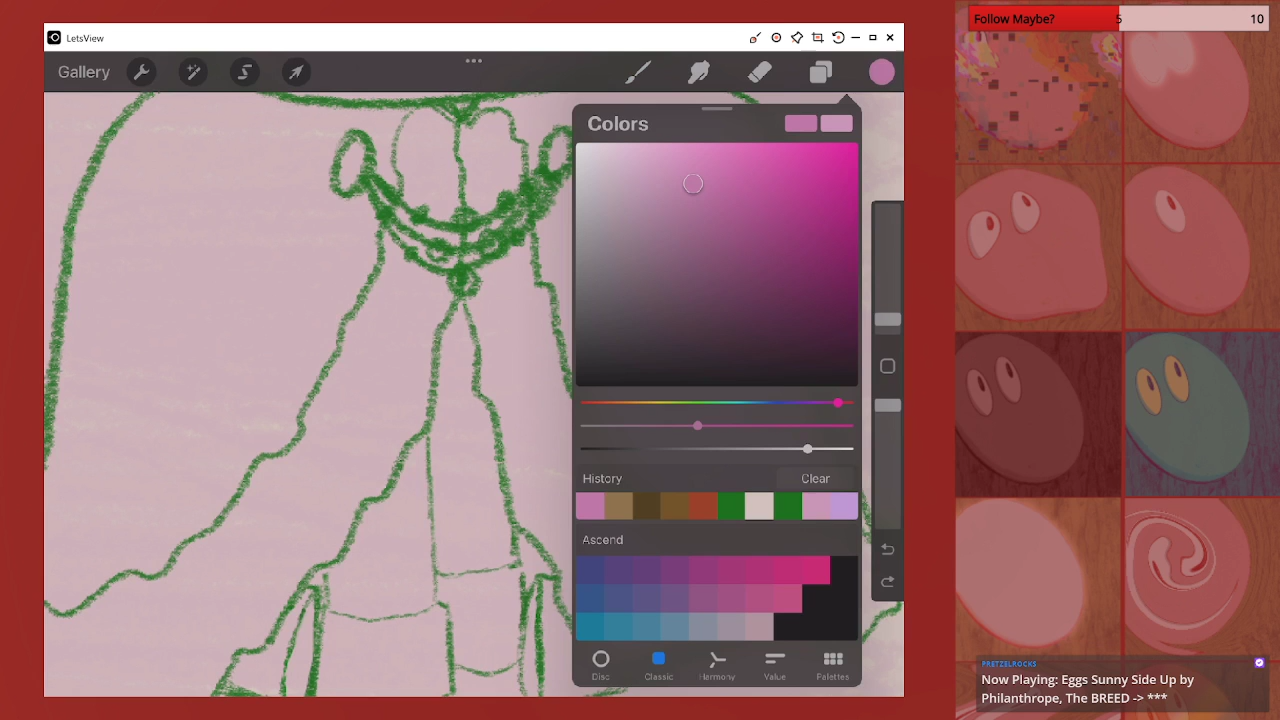 LetsView
Follow Maybe? 5 10
Gallery
Colors
History Clear
Ascend
Disc Classic Harmony Value Palettes
PRETZELROCKS
Now Playing: Eggs Sunny Side Up by
Philanthrope, The BREED -> ***